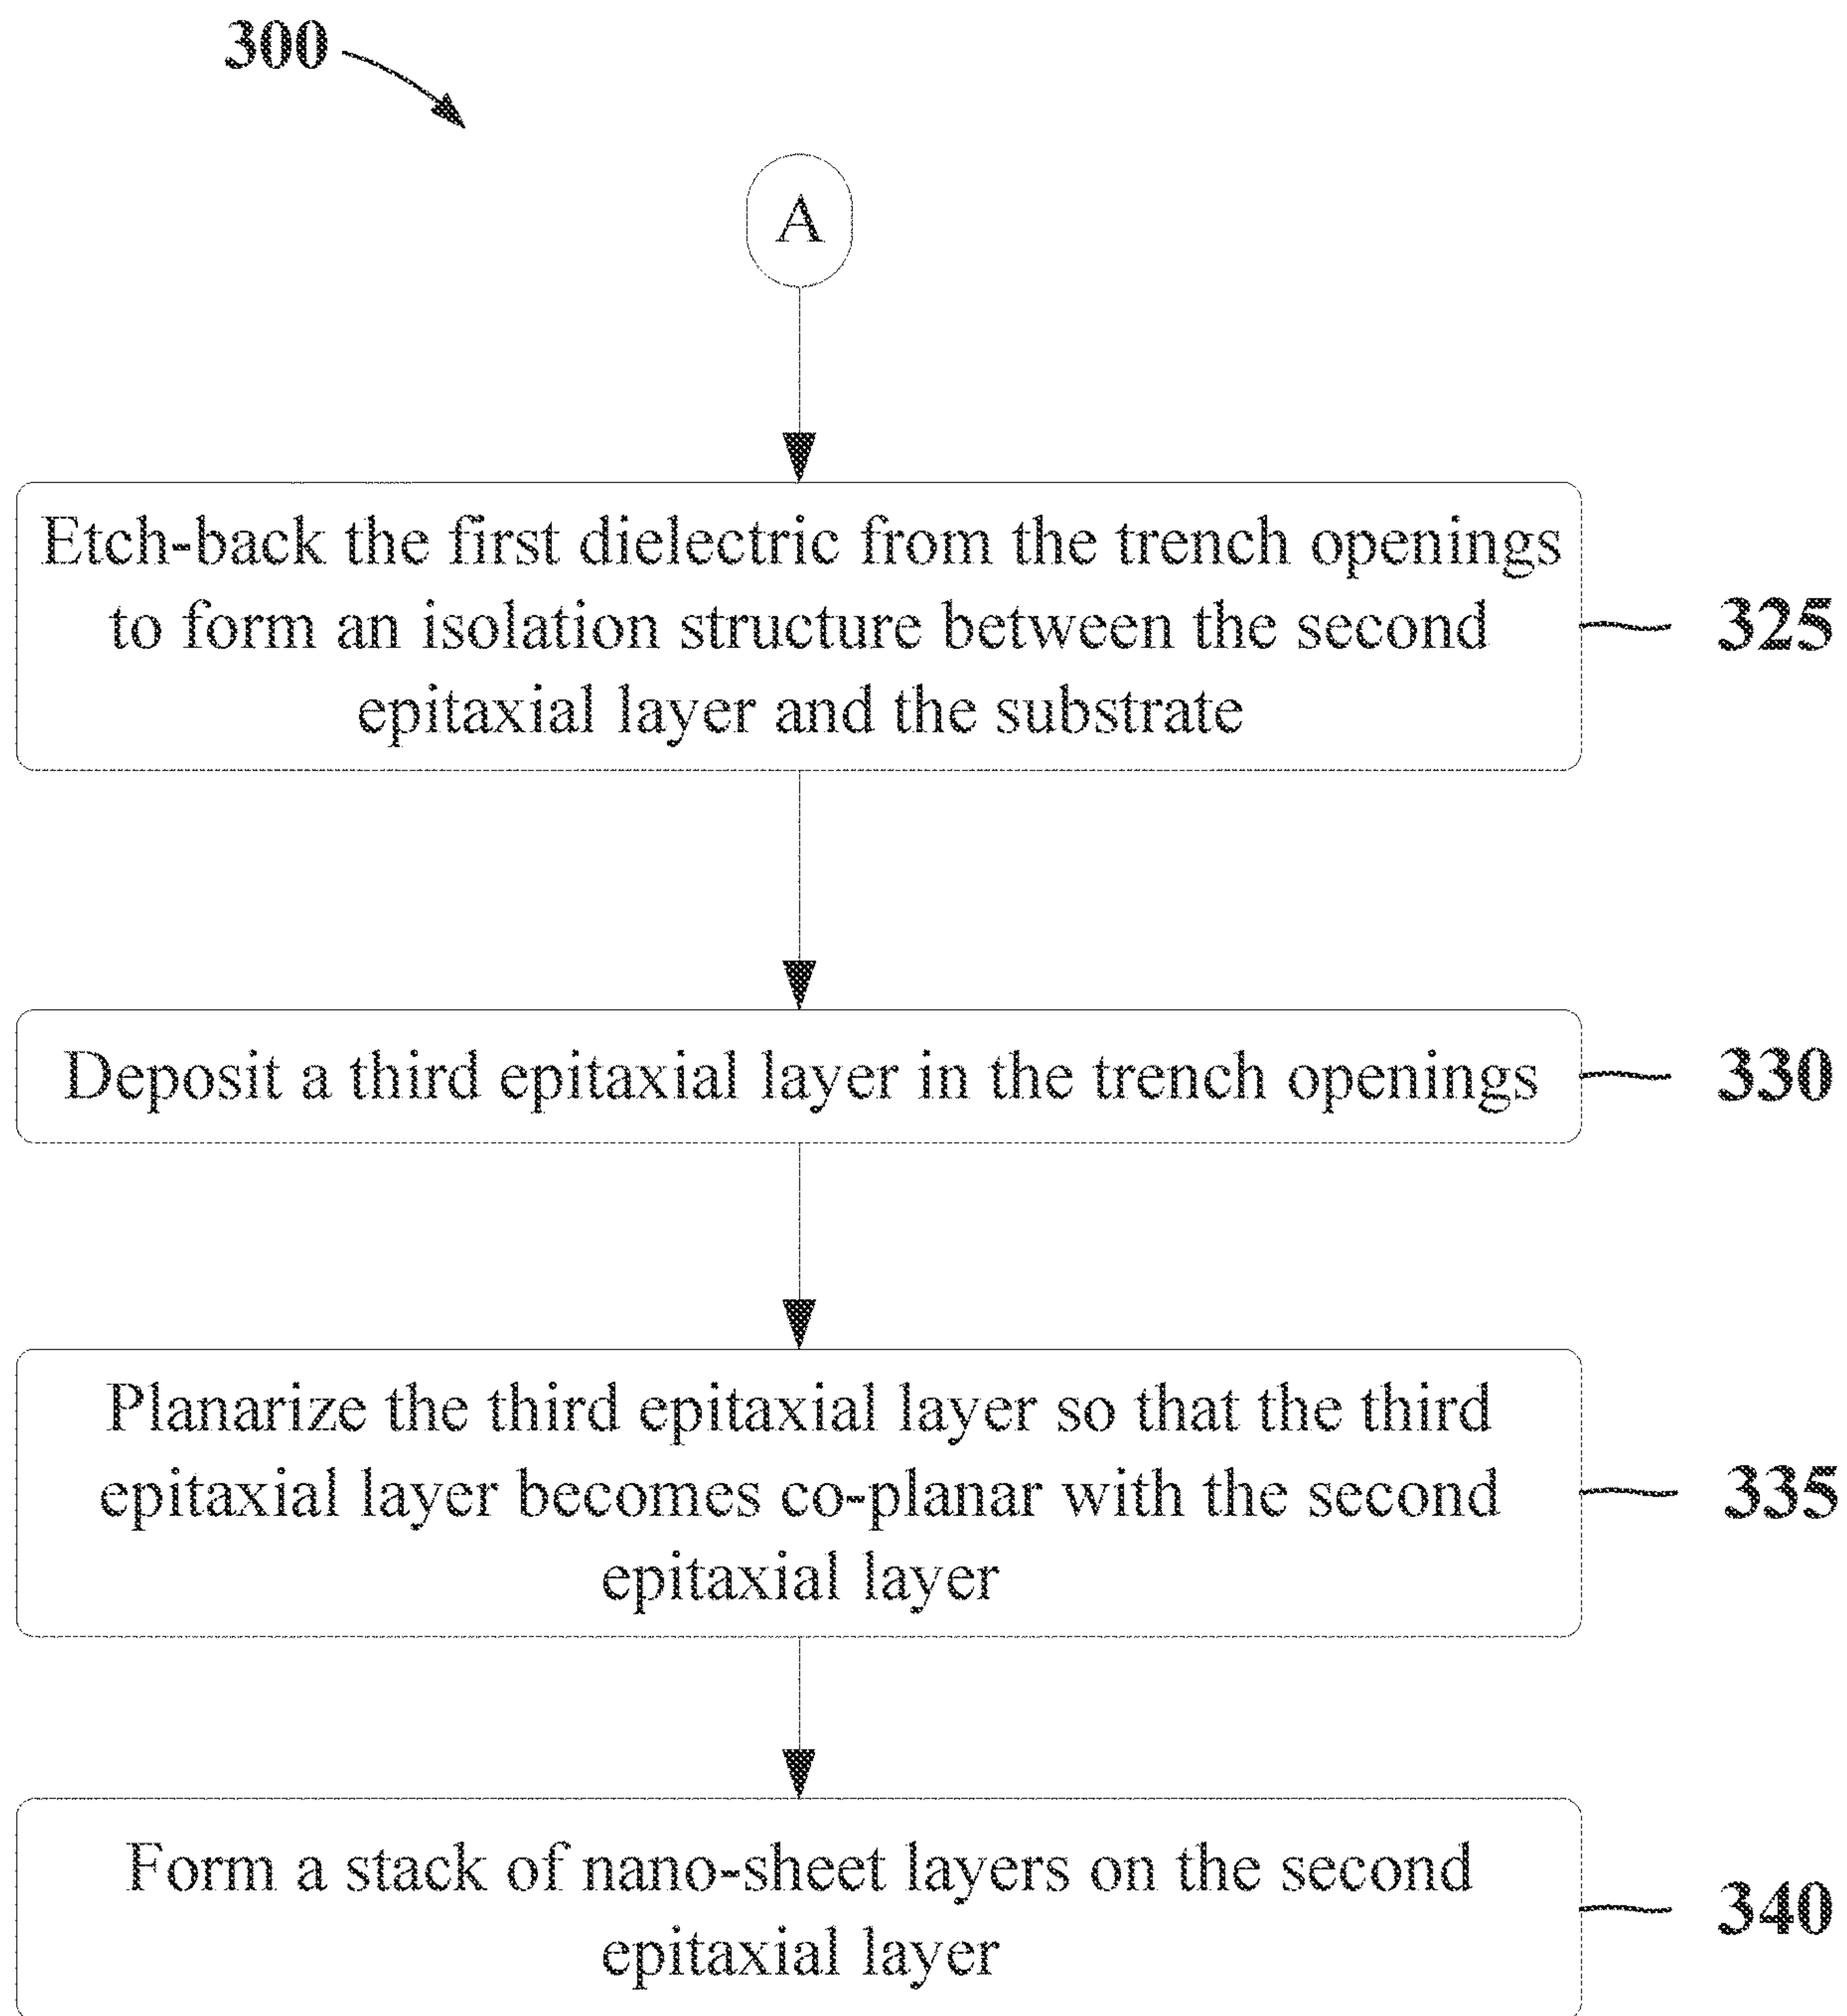 300
A
Etch-back the first dielectric from the trench openings
to form an isolation structure between the second
epitaxial layer and the substrate
325
Deposit a third epitaxial layer in the trench openings
330
Planarize the third epitaxial layer so that the third
epitaxial layer becomes co-planar with the second
epitaxial layer
335
Form a stack of nano-sheet layers on the second
epitaxial layer
340